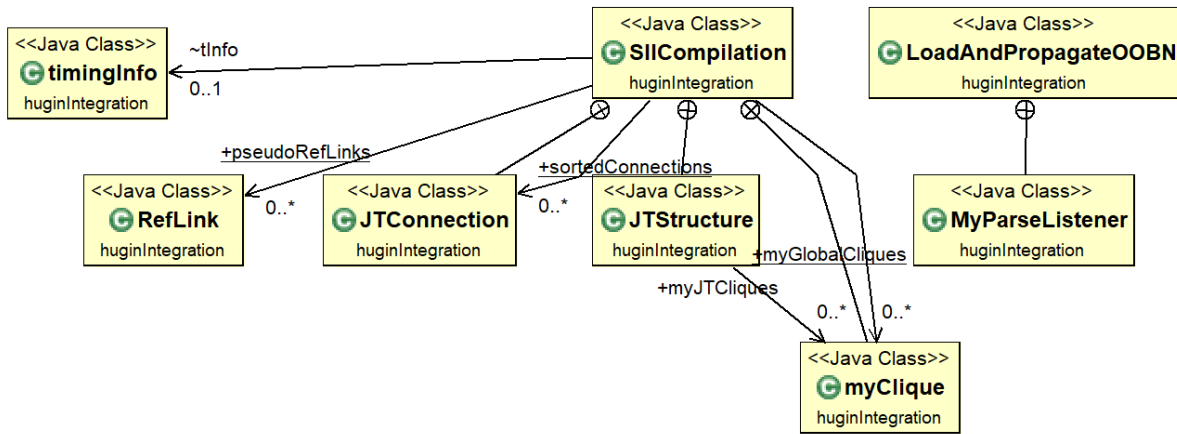 <<Java Class>>
SIICompilation
huginIntegration
<<Java Class>>
LoadAndPropagateOOBN
huginIntegration
<<Java Class>>
timingInfo
huginIntegration
~tInfo
0..1
+pseudoRefLinks
0..*
+sortedConnections
0..*
<<Java Class>>
RefLink
huginIntegration
<<Java Class>>
JTConnection
huginIntegration
<<Java Class>>
JTStructure
huginIntegration
<<Java Class>>
MyParseListener
huginIntegration
+myGlobalCliques
+myJTCliques
0..*
0..*
<<Java Class>>
myClique
huginIntegration